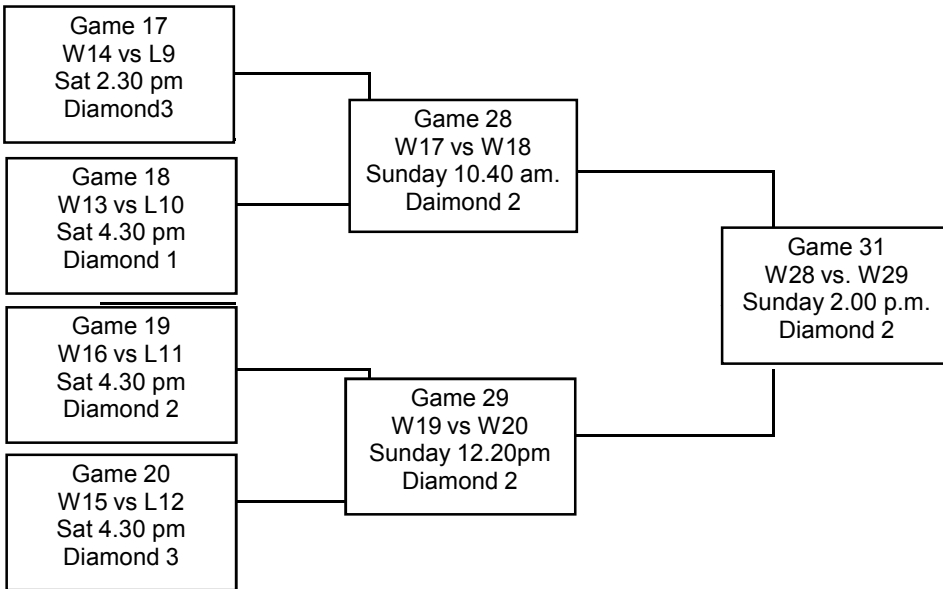 Game 17
W14 vs L9
Sat 2.30 pm
Diamond3
Game 18
W13 vs L10
Sat 4.30 pm
Diamond 1
Game 19
W16 vs L11
Sat 4.30 pm
Diamond 2
Game 20
W15 vs L12
Sat 4.30 pm
Diamond 3
Game 28
W17 vs W18
Sunday 10.40 am.
Daimond 2
Game 29
W19 vs W20
Sunday 12.20pm
Diamond 2
Game 31
W28 vs. W29
Sunday 2.00 p.m.
Diamond 2